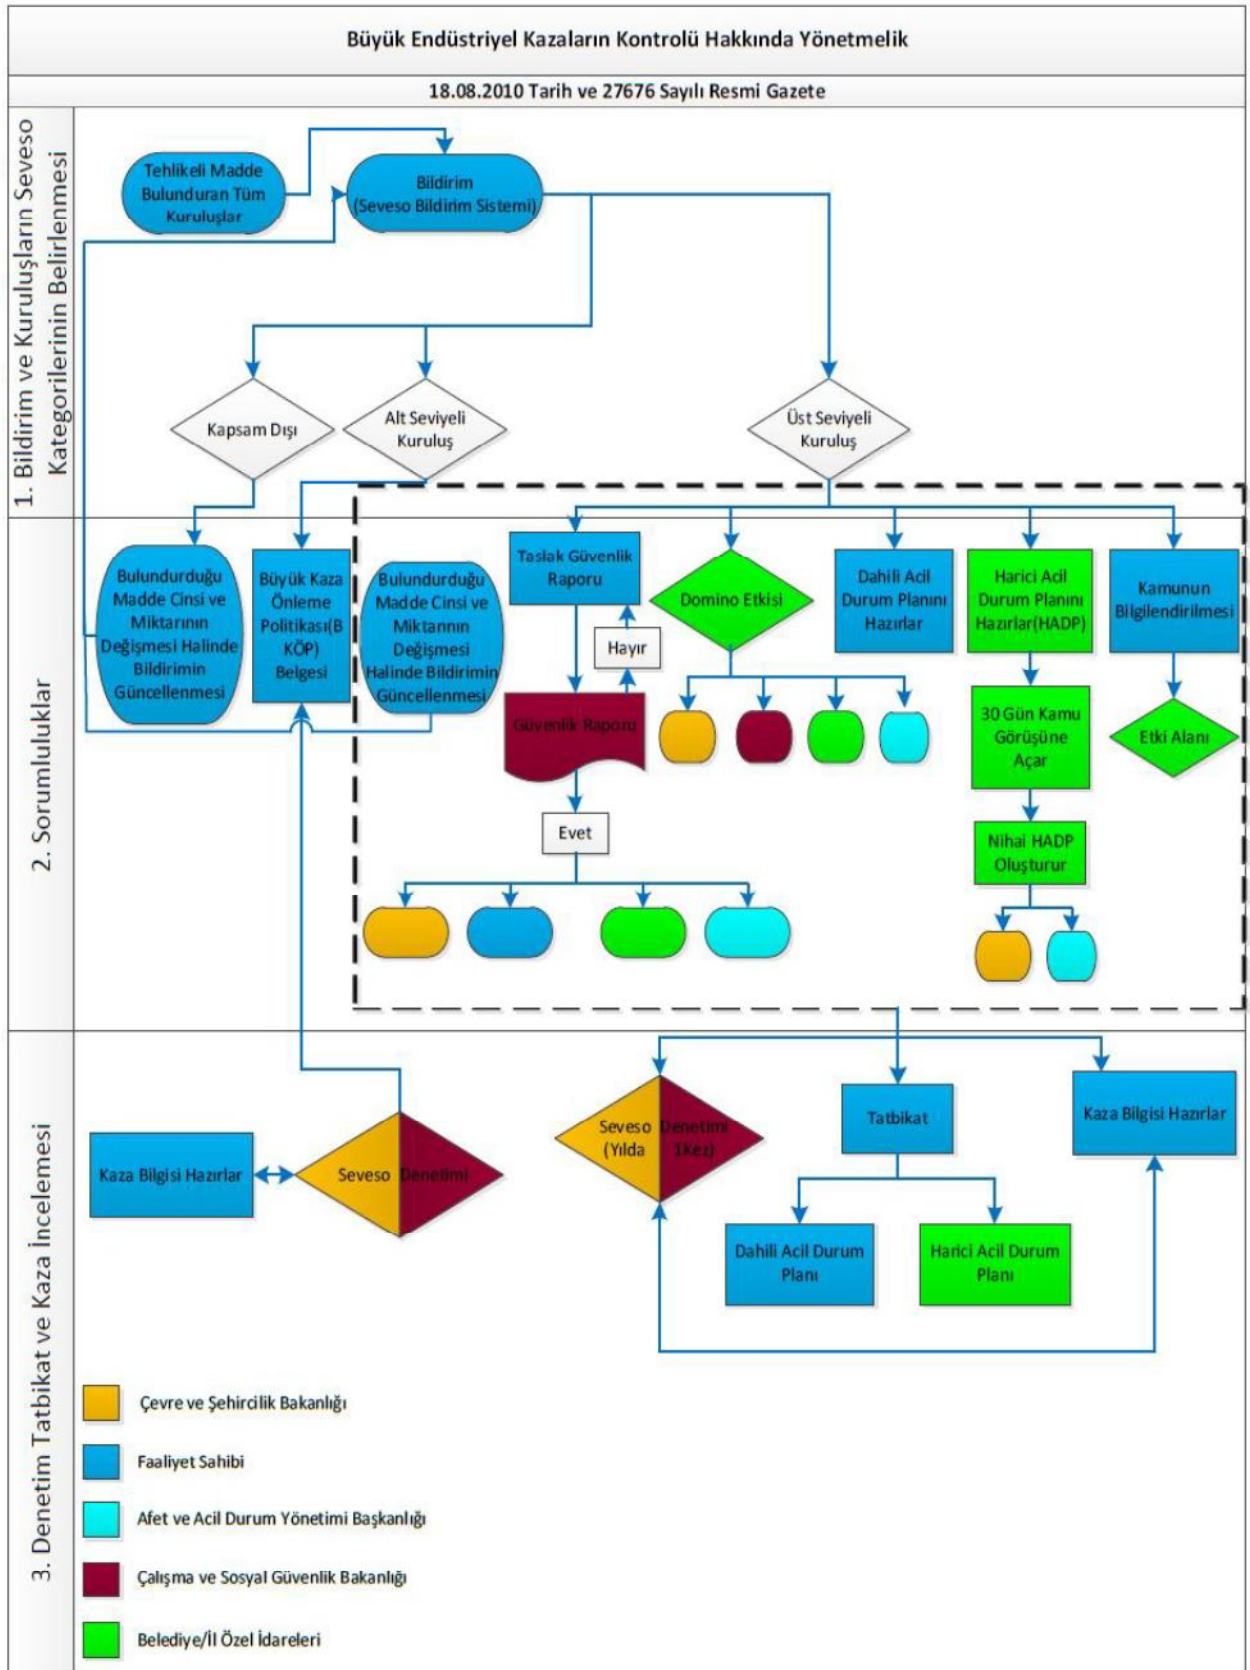 Büyük Endüstriyel Kazaların Kontrolü Hakkında Yönetmelik
18.08.2010 Tarih ve 27676 Sayılı Resmi Gazete
1. Bildirim ve Kuruluşların Seveso
Kategorilerinin Belirlenmesi
Tehlikeli Madde
Bulunduran Tüm
Kuruluşlar
Bildirim
(Seveso Bildirim Sistemi)
Kapsam Dışı
Alt Seviyeli
Kuruluş
Üst Seviyeli
Kuruluş
2. Sorumluluklar
Bulundurduğu
Madde Cinsi ve
Miktarının
Değişmesi Halinde
Bildirimin
Güncellenmesi
Büyük Kaza
Önleme
Politikası(B
KÖP)
Belgesi
Bulundurduğu
Madde Cinsi ve
Miktarının
Değişmesi
Halinde Bildirimin
Güncellenmesi
Taslak Güvenlik
Raporu
Hayır
Güvenlik Raporu
Evet
Domino Etkisi
Dahili Acil
Durum Planını
Hazırlar
Harici Acil
Durum Planını
Hazırlar(HADP)
30 Gün Kamu
Görüşüne
Açar
Nihai HADP
Oluşturur
Kamunun
Bilgilendirilmesi
Etki Alanı
3. Denetim Tatbikat ve Kaza İncelemesi
Kaza Bilgisi Hazırlar
Seveso Denetimi
Seveso Denetimi
(Yılda 1Kez)
Tatbikat
Kaza Bilgisi Hazırlar
Dahili Acil Durum
Planı
Harici Acil Durum
Planı
Çevre ve Şehircilik Bakanlığı
Faaliyet Sahibi
Afet ve Acil Durum Yönetimi Başkanlığı
Çalışma ve Sosyal Güvenlik Bakanlığı
Belediye/İl Özel İdareleri